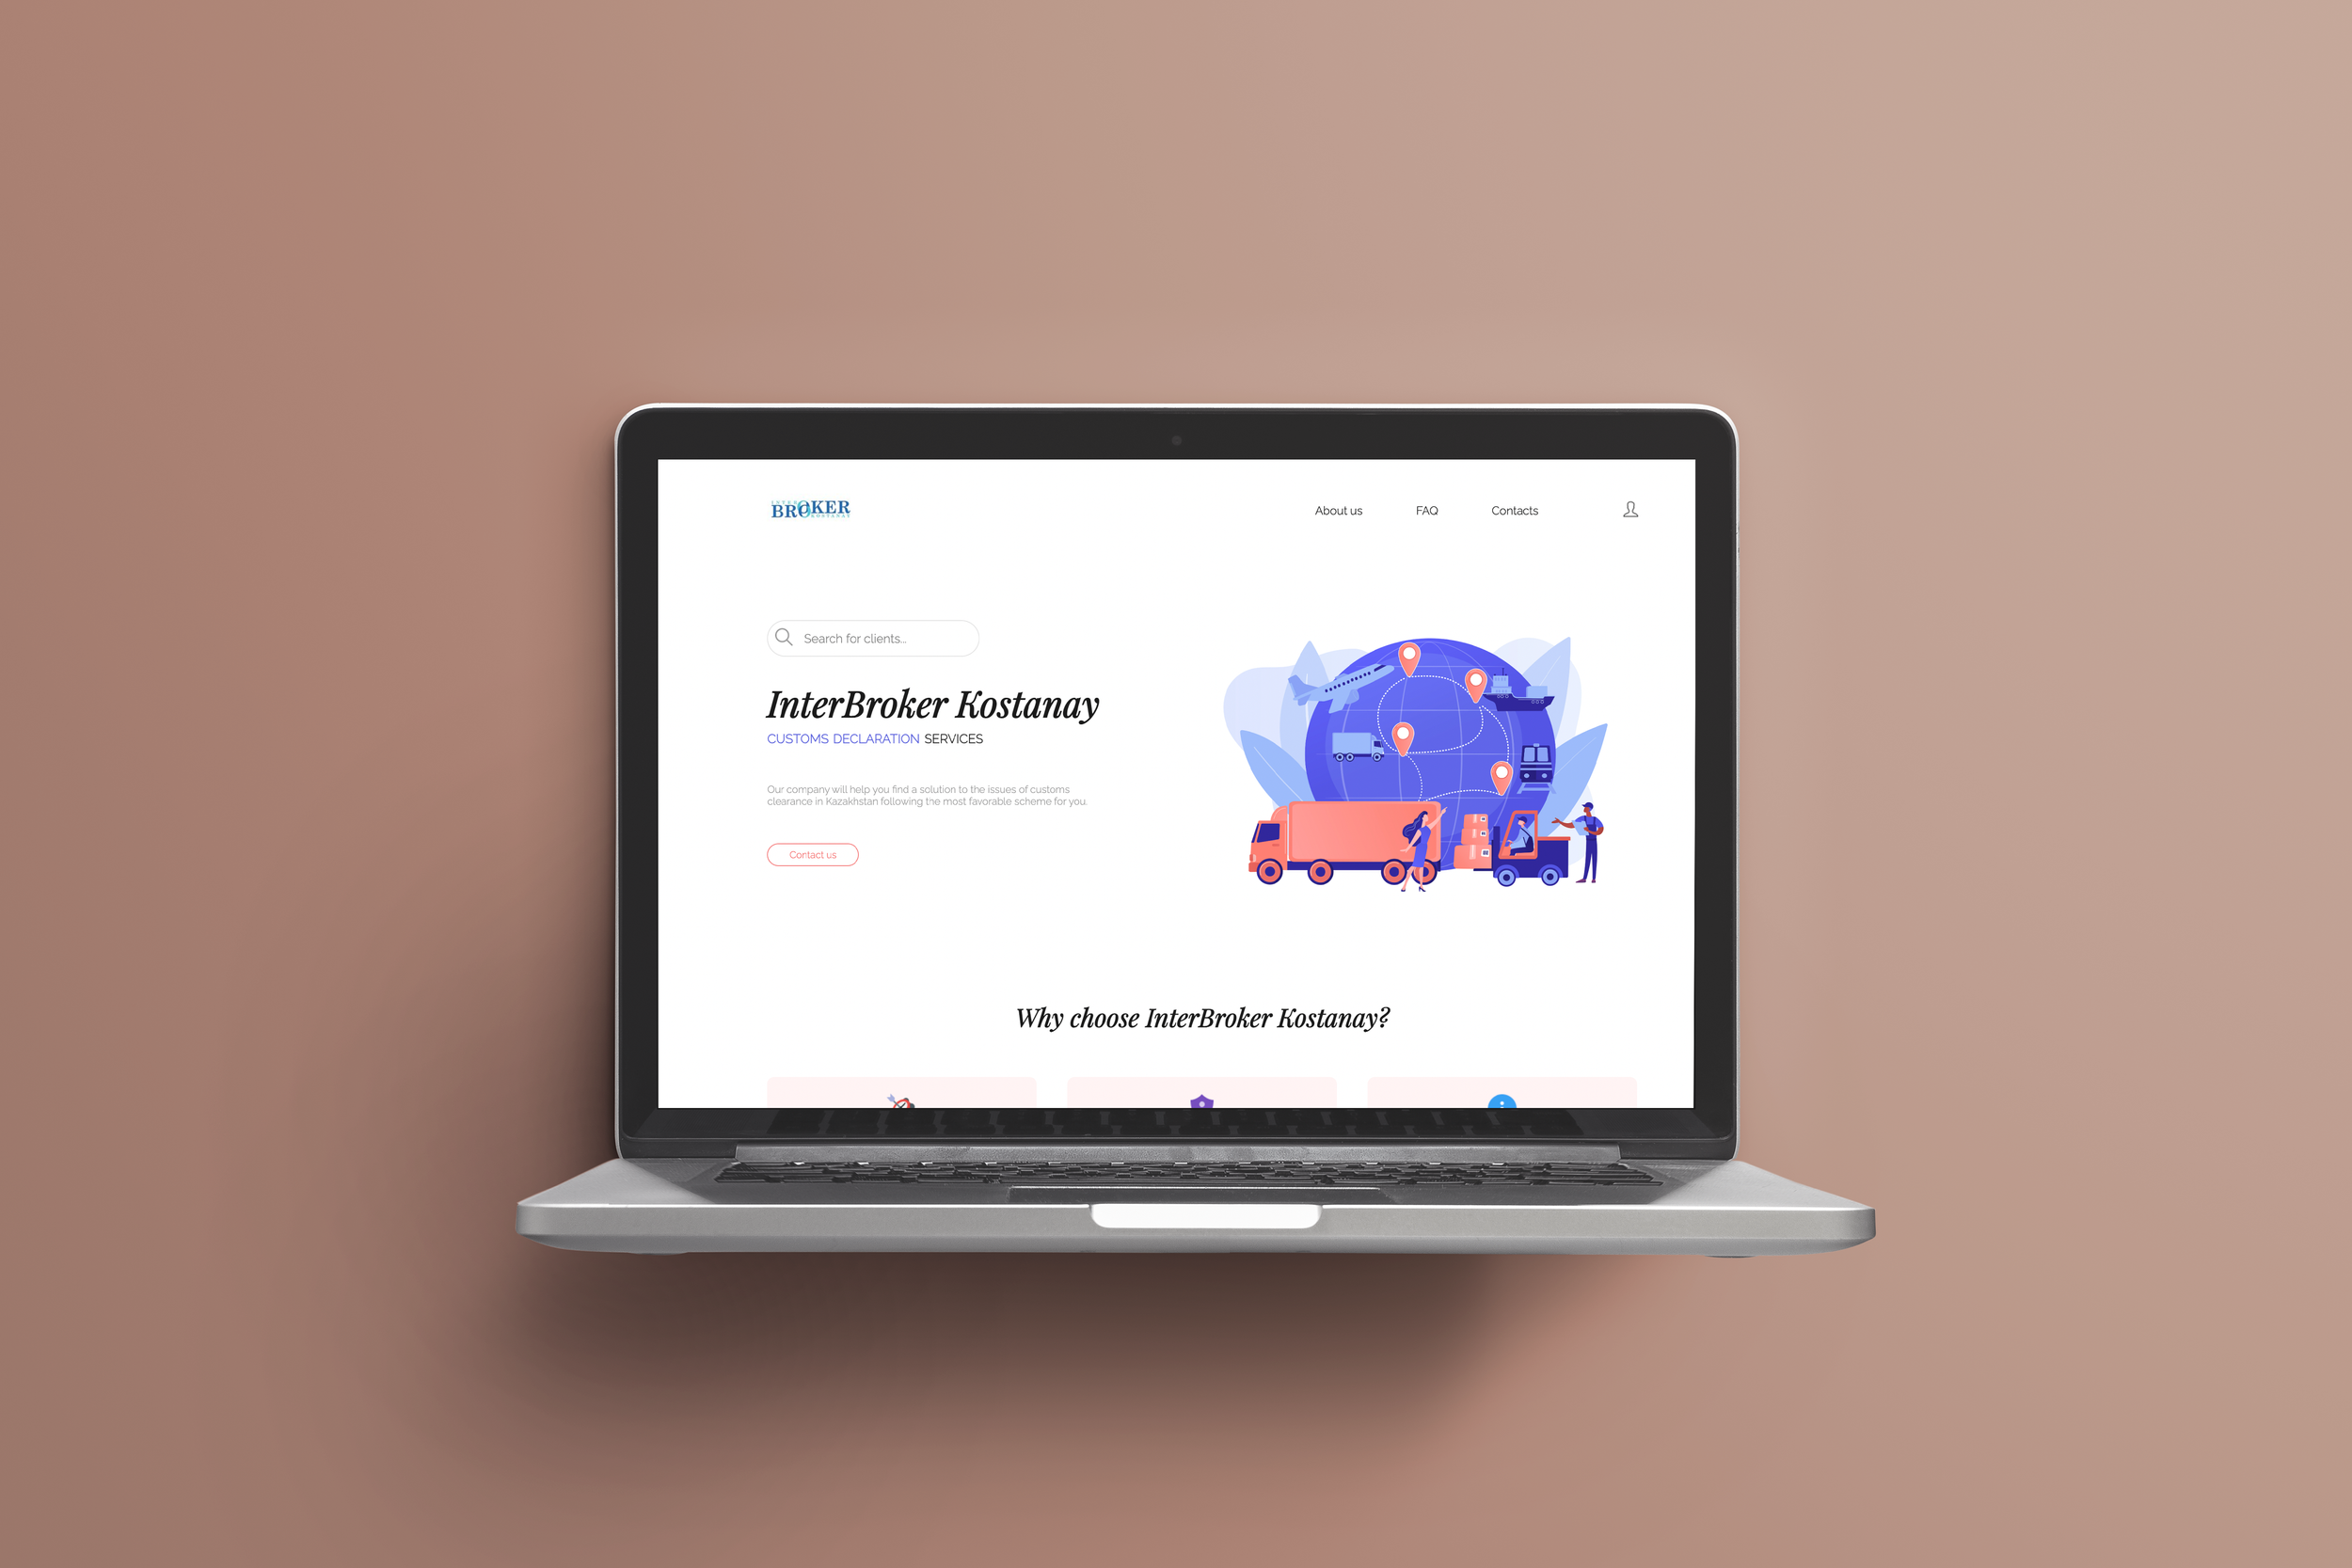 INTER
BROKER
KOSTANAY
About us
FAQ
Contacts
Search for clients...
InterBroker Kostanay
CUSTOMS DECLARATION SERVICES
Our company will help you find a solution to the issues of customs
clearance in Kazakhstan following the most favorable scheme for you.
Contact us
Why choose InterBroker Kostanay?